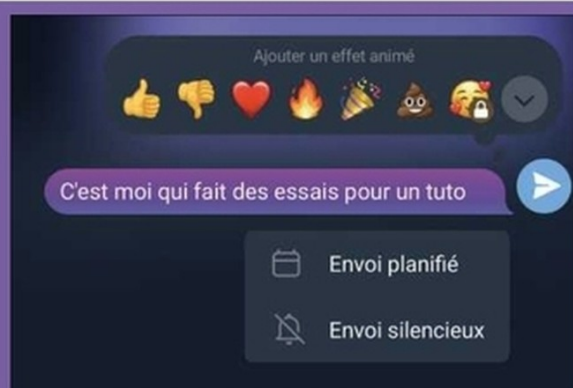 Ajouter un effet animé
C'est moi qui fait des essais pour un tuto
Envoi planifié
Envoi silencieux